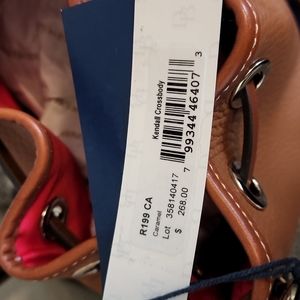 Kendall Crossbody
7 99344 46407 3
R199 CA
Caramel
Lot 358140417
$ 268.00